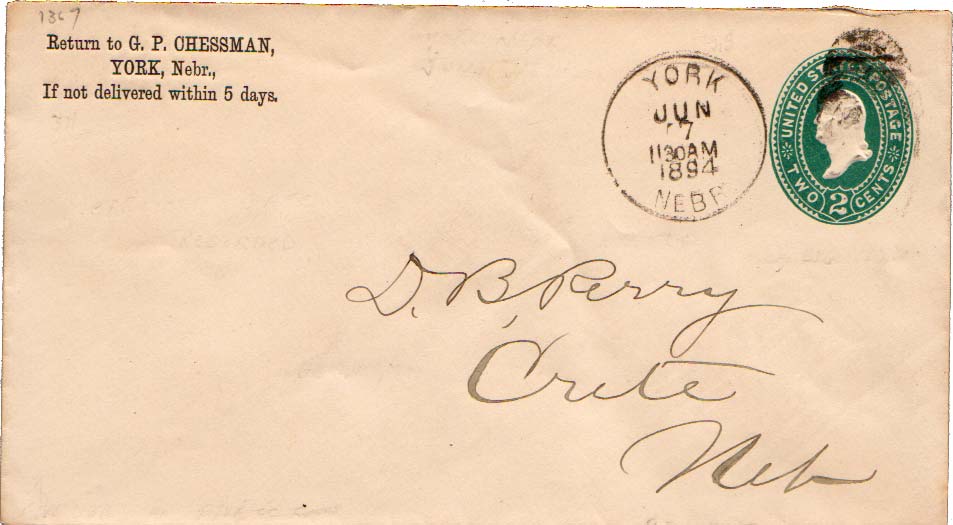 1367
Return to G. P. CHESSMAN,
YORK, Nebr.,
If not delivered within 5 days.
YORK
JUN
7
1130AM
1894
NEBR
UNITED STATES POSTAGE
TWO 2 CENTS
D. B. Perry
Crete
Neb